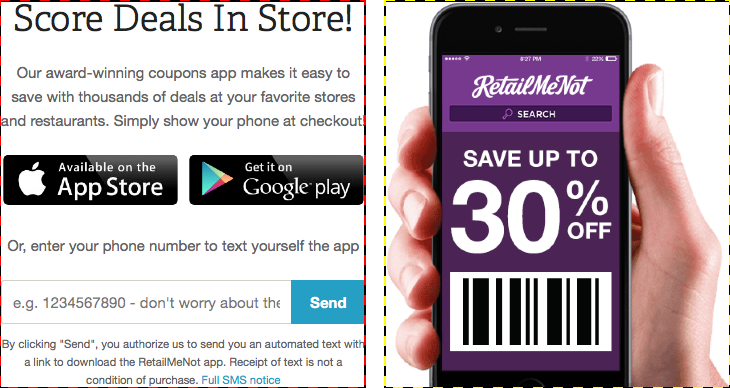 Score Deals In Store!
Our award-winning coupons app makes it easy to
save with thousands of deals at your favorite stores
and restaurants. Simply show your phone at checkout!
Available on the
App Store
Get it on
Google play
Or, enter your phone number to text yourself the app
e.g. 1234567890 - don't worry about the
Send
By clicking "Send", you authorize us to send you an automated text with
a link to download the RetailMeNot app. Receipt of text is not a
condition of purchase. Full SMS notice
8:27 PM
22%
RetailMeNot
SEARCH
SAVE UP TO
30% OFF